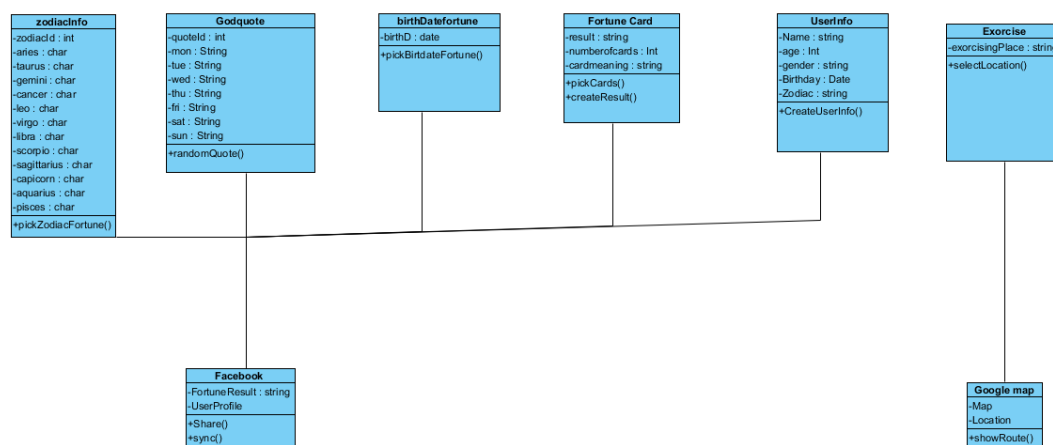 zodiacInfo
-zodiacId : int
-aries : char
-taurus : char
-gemini : char
-cancer : char
-leo : char
-virgo : char
-libra : char
-scorpio : char
-sagittarius : char
-capicorn : char
-aquarius : char
-pisces : char
+pickZodiacFortune()
Godquote
-quoteId : int
-mon : String
-tue : String
-wed : String
-thu : String
-fri : String
-sat : String
-sun : String
+randomQuote()
birthDatefortune
-birthD : date
+pickBirtdateFortune()
Fortune Card
-result : string
-numberofcards : Int
-cardmeaning : string
+pickCards()
+createResult()
UserInfo
-Name : string
-age : Int
-gender : string
-Birthday : Date
-Zodiac : string
+CreateUserInfo()
Exorcise
-exorcisingPlace : string
+selectLocation()
Facebook
-FortuneResult : string
-UserProfile
+Share()
+sync()
Google map
-Map
-Location
+showRoute()